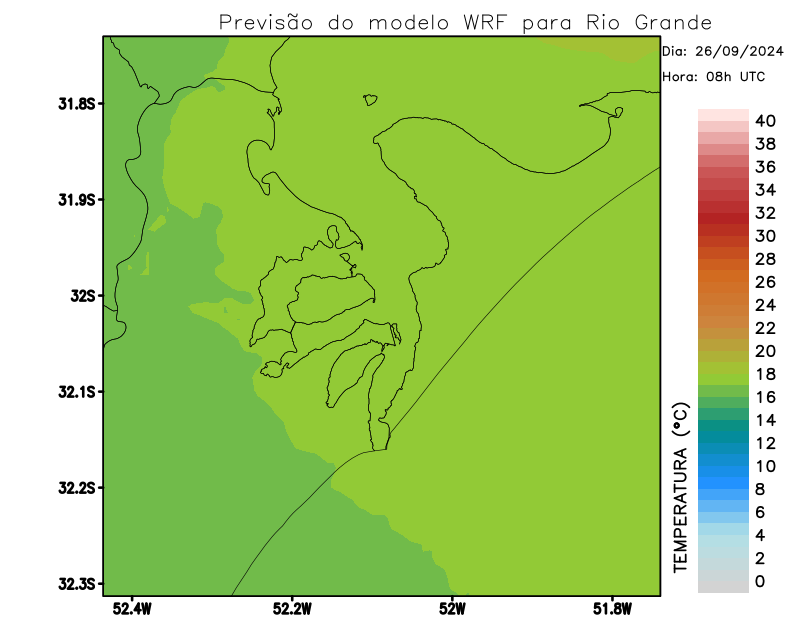 Previsão do modelo WRF para Rio Grande
Dia: 26/09/2024
Hora: 08h UTC
31.8S
31.9S
32S
32.1S
32.2S
32.3S
52.4W
52.2W
52W
51.8W
TEMPERATURA (°C)
40
38
36
34
32
30
28
26
24
22
20
18
16
14
12
10
8
6
4
2
0